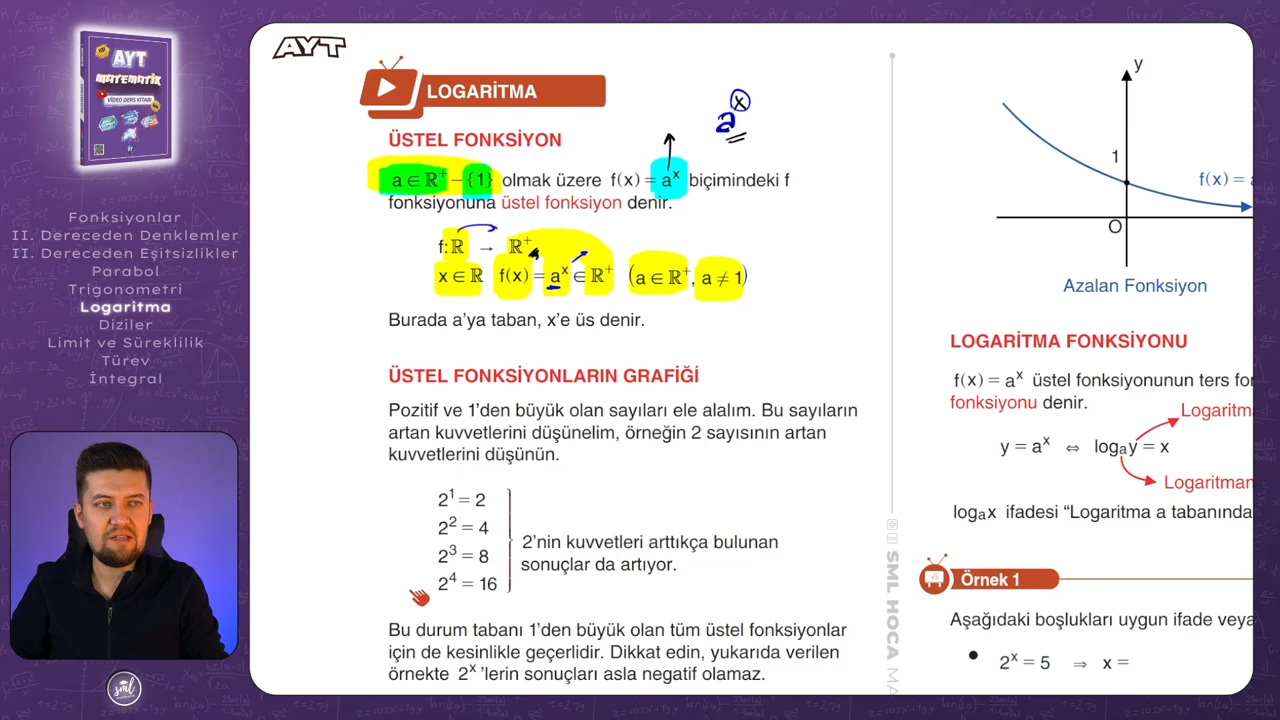 AYT
MATEMATİK
VİDEO DERS KİTABI
Fonksiyonlar
II. Dereceden Denklemler
II. Dereceden Eşitsizlikler
Parabol
Trigonometri
Logaritma
Diziler
Limit ve Süreklilik
Türev
İntegral
sml
AYT
LOGARİTMA
aˣ
ÜSTEL FONKSİYON
a ∈ ℝ⁺ − {1} olmak üzere f(x) = aˣ biçimindeki f
fonksiyonuna üstel fonksiyon denir.
f: ℝ → ℝ⁺
x ∈ ℝ f(x) = aˣ ∈ ℝ⁺ (a ∈ ℝ⁺, a ≠ 1)
Burada a’ya taban, x’e üs denir.
ÜSTEL FONKSİYONLARIN GRAFİĞİ
Pozitif ve 1’den büyük olan sayıları ele alalım. Bu sayıların
artan kuvvetlerini düşünelim, örneğin 2 sayısının artan
kuvvetlerini düşünün.
2¹ = 2
2² = 4
2³ = 8
2⁴ = 16
2’nin kuvvetleri arttıkça bulunan
sonuçlar da artıyor.
Bu durum tabanı 1’den büyük olan tüm üstel fonksiyonlar
için de kesinlikle geçerlidir. Dikkat edin, yukarıda verilen
örnekte 2ˣ ’lerin sonuçları asla negatif olamaz.
SML HOCA MA
y
1
f(x) = a
O
Azalan Fonksiyon
LOGARİTMA FONKSİYONU
f(x) = aˣ üstel fonksiyonunun ters fo
fonksiyonu denir.
Logaritm
y = aˣ ⇔ logₐy = x
Logaritman
logₐx ifadesi “Logaritma a tabanında
Örnek 1
Aşağıdaki boşlukları uygun ifade veya
• 2ˣ = 5 ⇒ x =